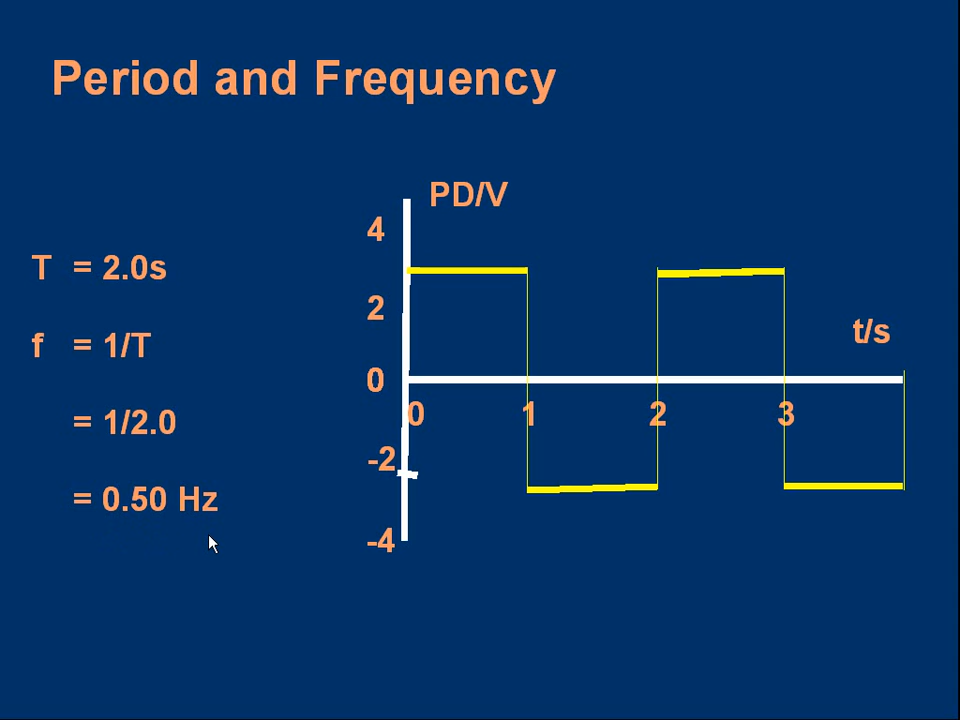 Period and Frequency
T = 2.0s
f = 1/T
= 1/2.0
= 0.50 Hz
PD/V
4
2
0
-2
-4
0 1 2 3
t/s